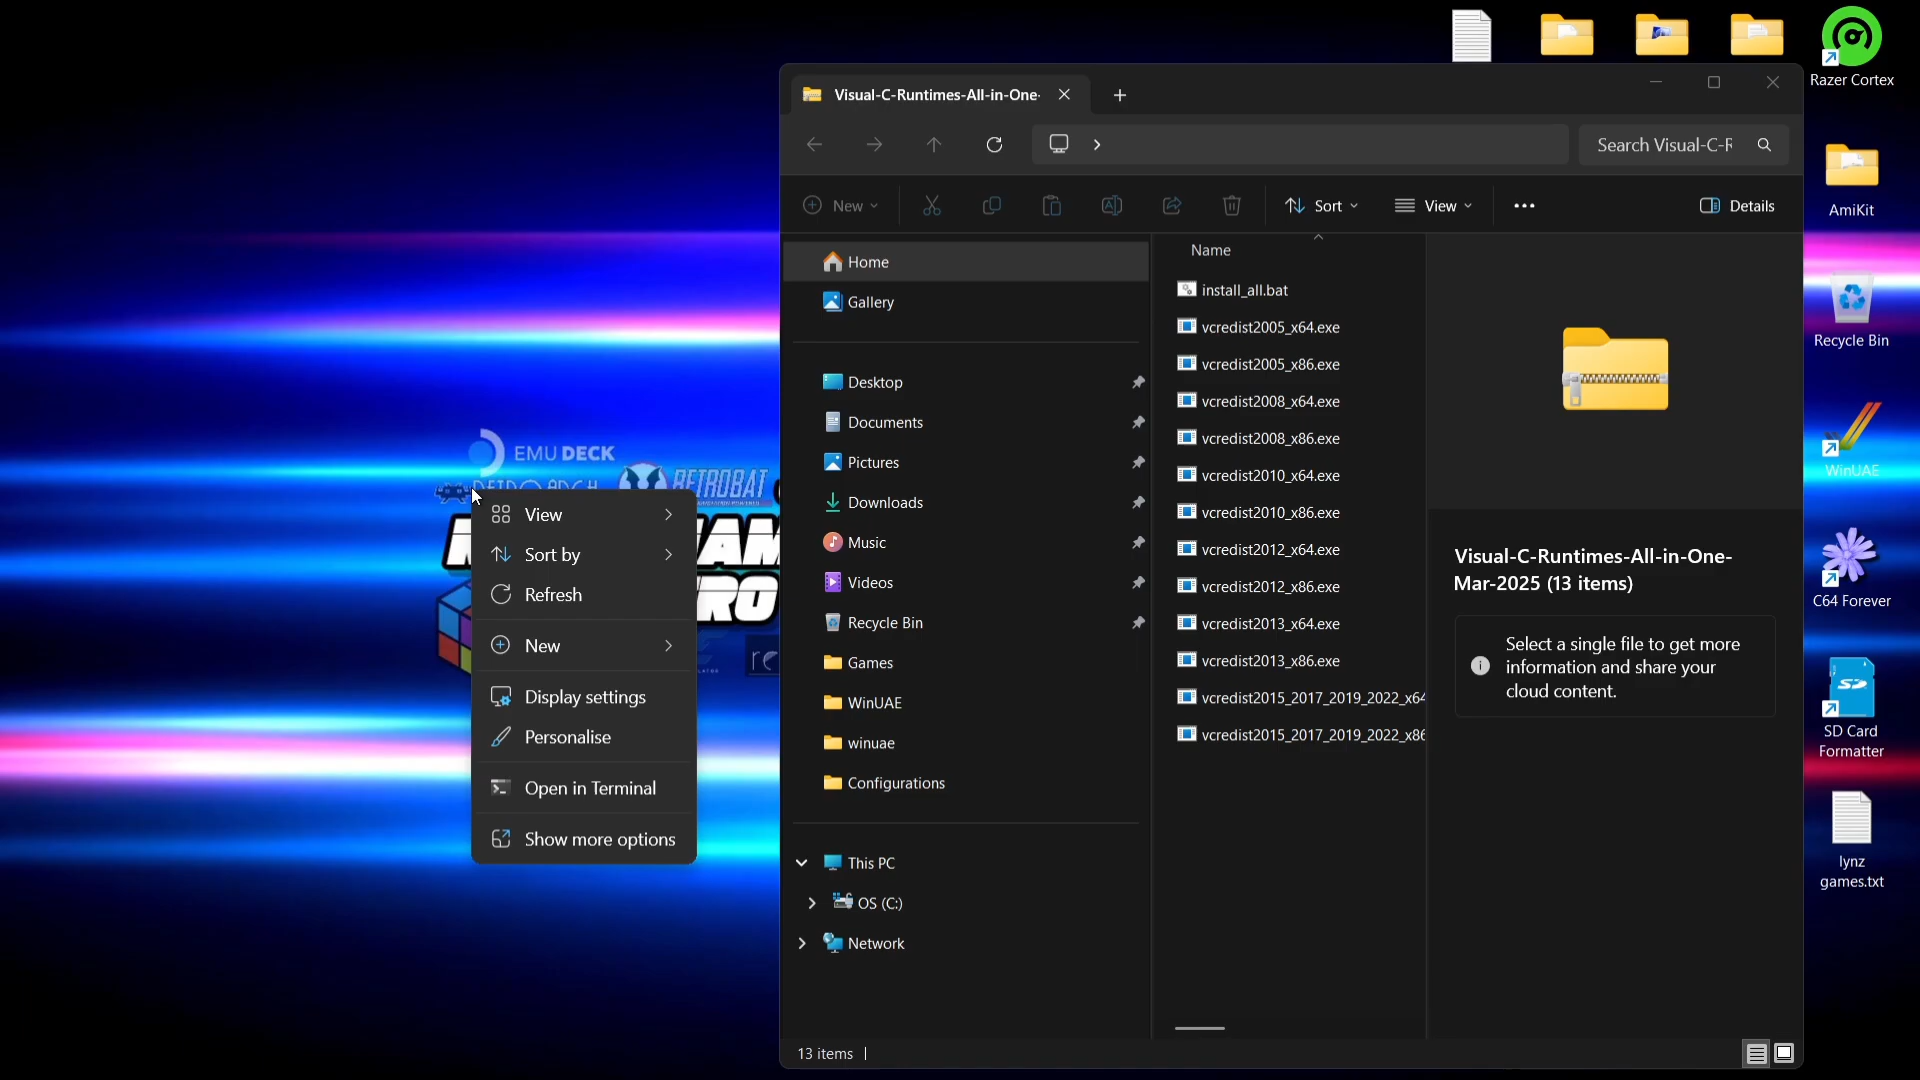 Razer Cortex
AmiKit
Recycle Bin
WinUAE
C64 Forever
SD Card
Formatter
lynz
games.txt
Visual-C-Runtimes-All-in-One-
Search Visual-C-R
New
Sort
View
Details
Home
Gallery
Desktop
Documents
Pictures
Downloads
Music
Videos
Recycle Bin
Games
WinUAE
winuae
Configurations
This PC
OS (C:)
Network
Name
install_all.bat
vcredist2005_x64.exe
vcredist2005_x86.exe
vcredist2008_x64.exe
vcredist2008_x86.exe
vcredist2010_x64.exe
vcredist2010_x86.exe
vcredist2012_x64.exe
vcredist2012_x86.exe
vcredist2013_x64.exe
vcredist2013_x86.exe
vcredist2015_2017_2019_2022_x64
vcredist2015_2017_2019_2022_x86
Visual-C-Runtimes-All-in-One-
Mar-2025 (13 items)
Select a single file to get more
information and share your
cloud content.
13 items
EMU DECK
RETROBAT
View
Sort by
Refresh
New
Display settings
Personalise
Open in Terminal
Show more options